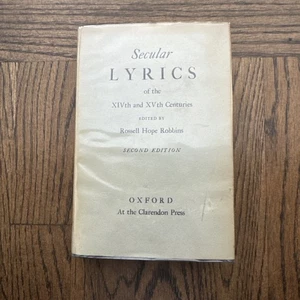 Secular
LYRICS
of the
XIVth and XVth Centuries
EDITED BY
Rossell Hope Robbins
SECOND EDITION
OXFORD
At the Clarendon Press